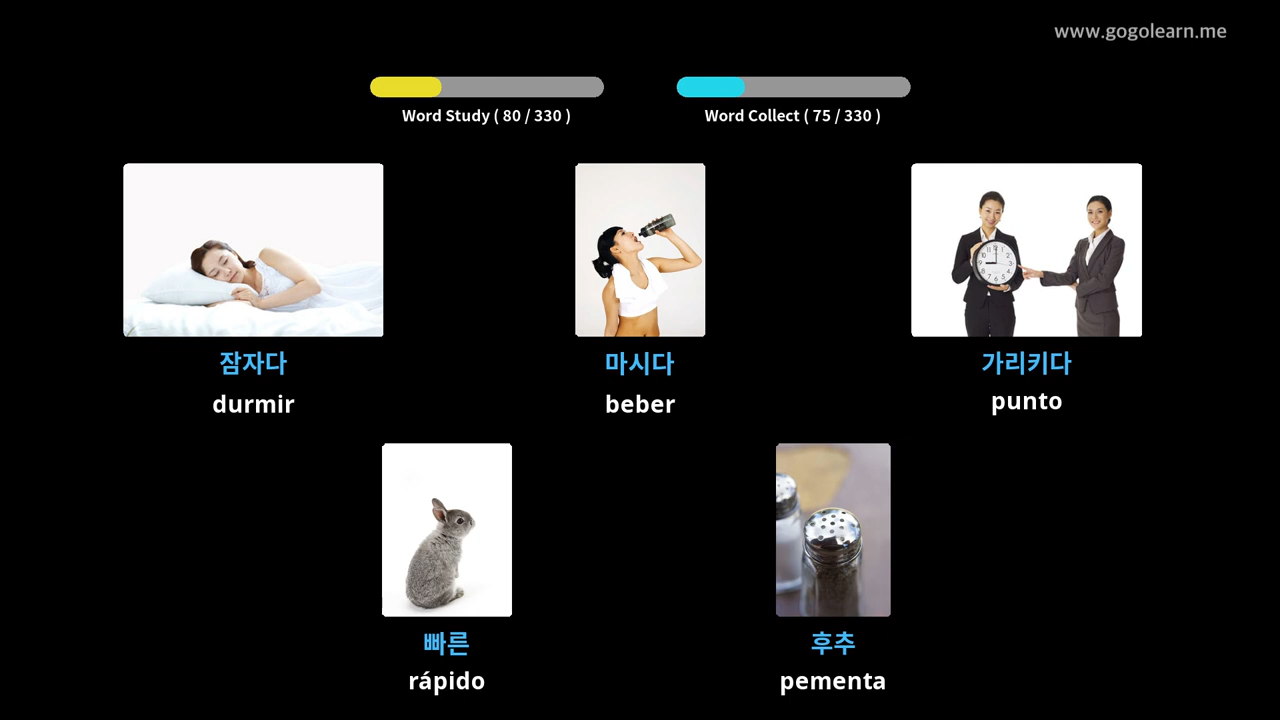 www.gogolearn.me
Word Study ( 80 / 330 )
Word Collect ( 75 / 330 )
잠자다
마시다
가리키다
durmir
beber
punto
빠른
후추
rápido
pementa